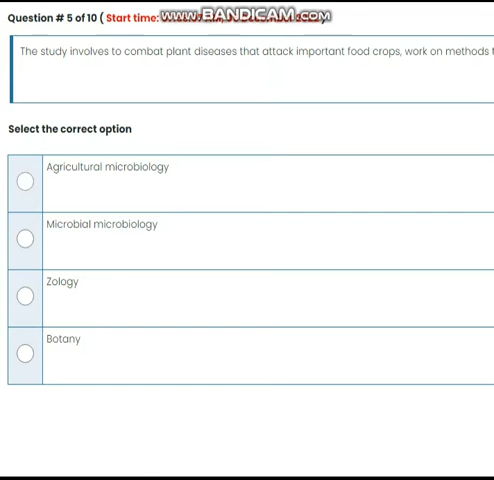 Question # 5 of 10 ( Start time:
www.BANDICAM.com
The study involves to combat plant diseases that attack important food crops, work on methods t
Select the correct option
Agricultural microbiology
Microbial microbiology
Zology
Botany